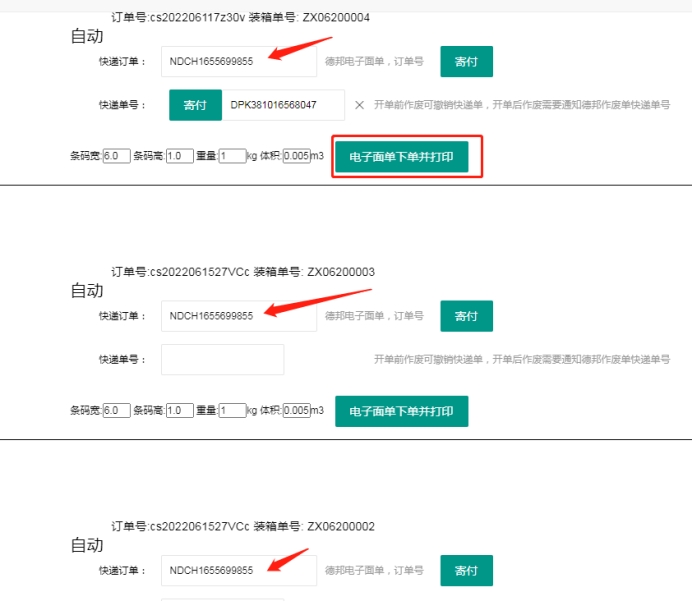 订单号:cs202206117z30v 装箱单号: ZX06200004
自动
快递订单： NDCH1655699855 德邦电子面单，订单号 寄付
快递单号： 寄付 DPK381016568047 × 开单前作废可撤销快递单，开单后作废需要通知德邦作废单快递单号
条码宽:6.0 条码高:1.0 重量:1 kg 体积:0.005 m3 电子面单下单并打印
订单号:cs2022061527VCc 装箱单号: ZX06200003
自动
快递订单： NDCH1655699855 德邦电子面单，订单号 寄付
快递单号： 开单前作废可撤销快递单，开单后作废需要通知德邦作废单快递单号
条码宽:6.0 条码高:1.0 重量:1 kg 体积:0.005 m3 电子面单下单并打印
订单号:cs2022061527VCc 装箱单号: ZX06200002
自动
快递订单： NDCH1655699855 德邦电子面单，订单号 寄付